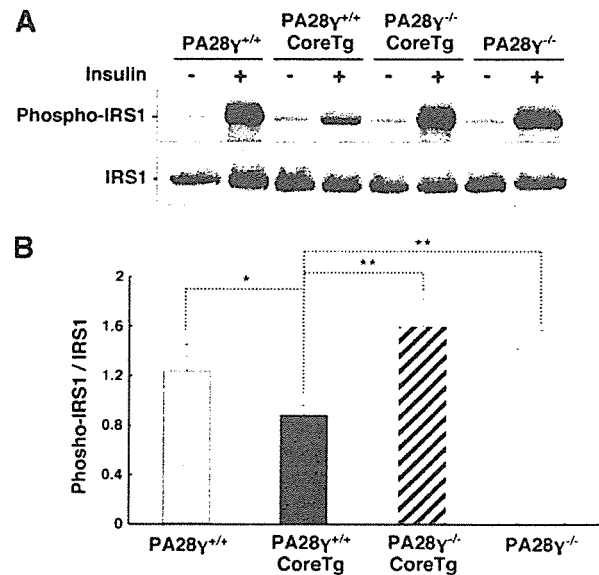 A
PA28γ+/+
PA28γ+/+
CoreTg
PA28γ-/-
CoreTg
PA28γ-/-
Insulin - + - + - + - +
Phospho-IRS1
IRS1
B
Phosho-IRS1 / IRS1
2
1.6
1.2
0.8
0.4
0
*
**
**
PA28γ+/+
PA28γ+/+
CoreTg
PA28γ-/-
CoreTg
PA28γ-/-